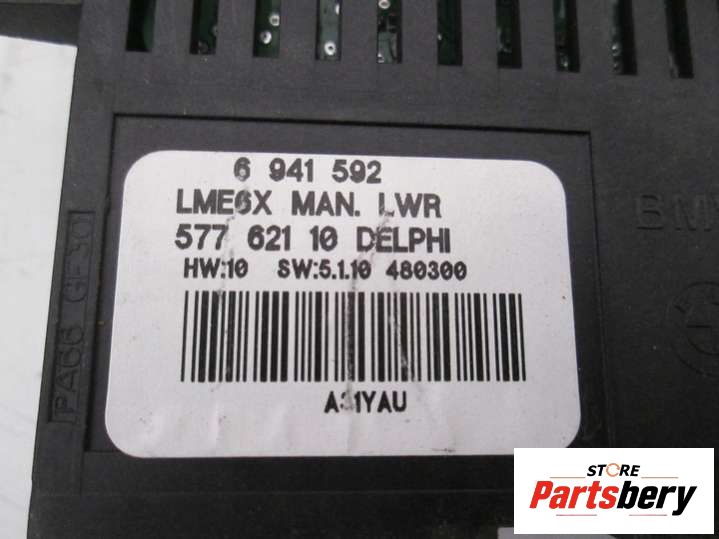 6 941 592
LME6X MAN. LWR
577 621 10 DELPHI
HW:10 SW:5.1.10 480300
A31YAU
PA66 GF30
BM
STORE
Partsbery